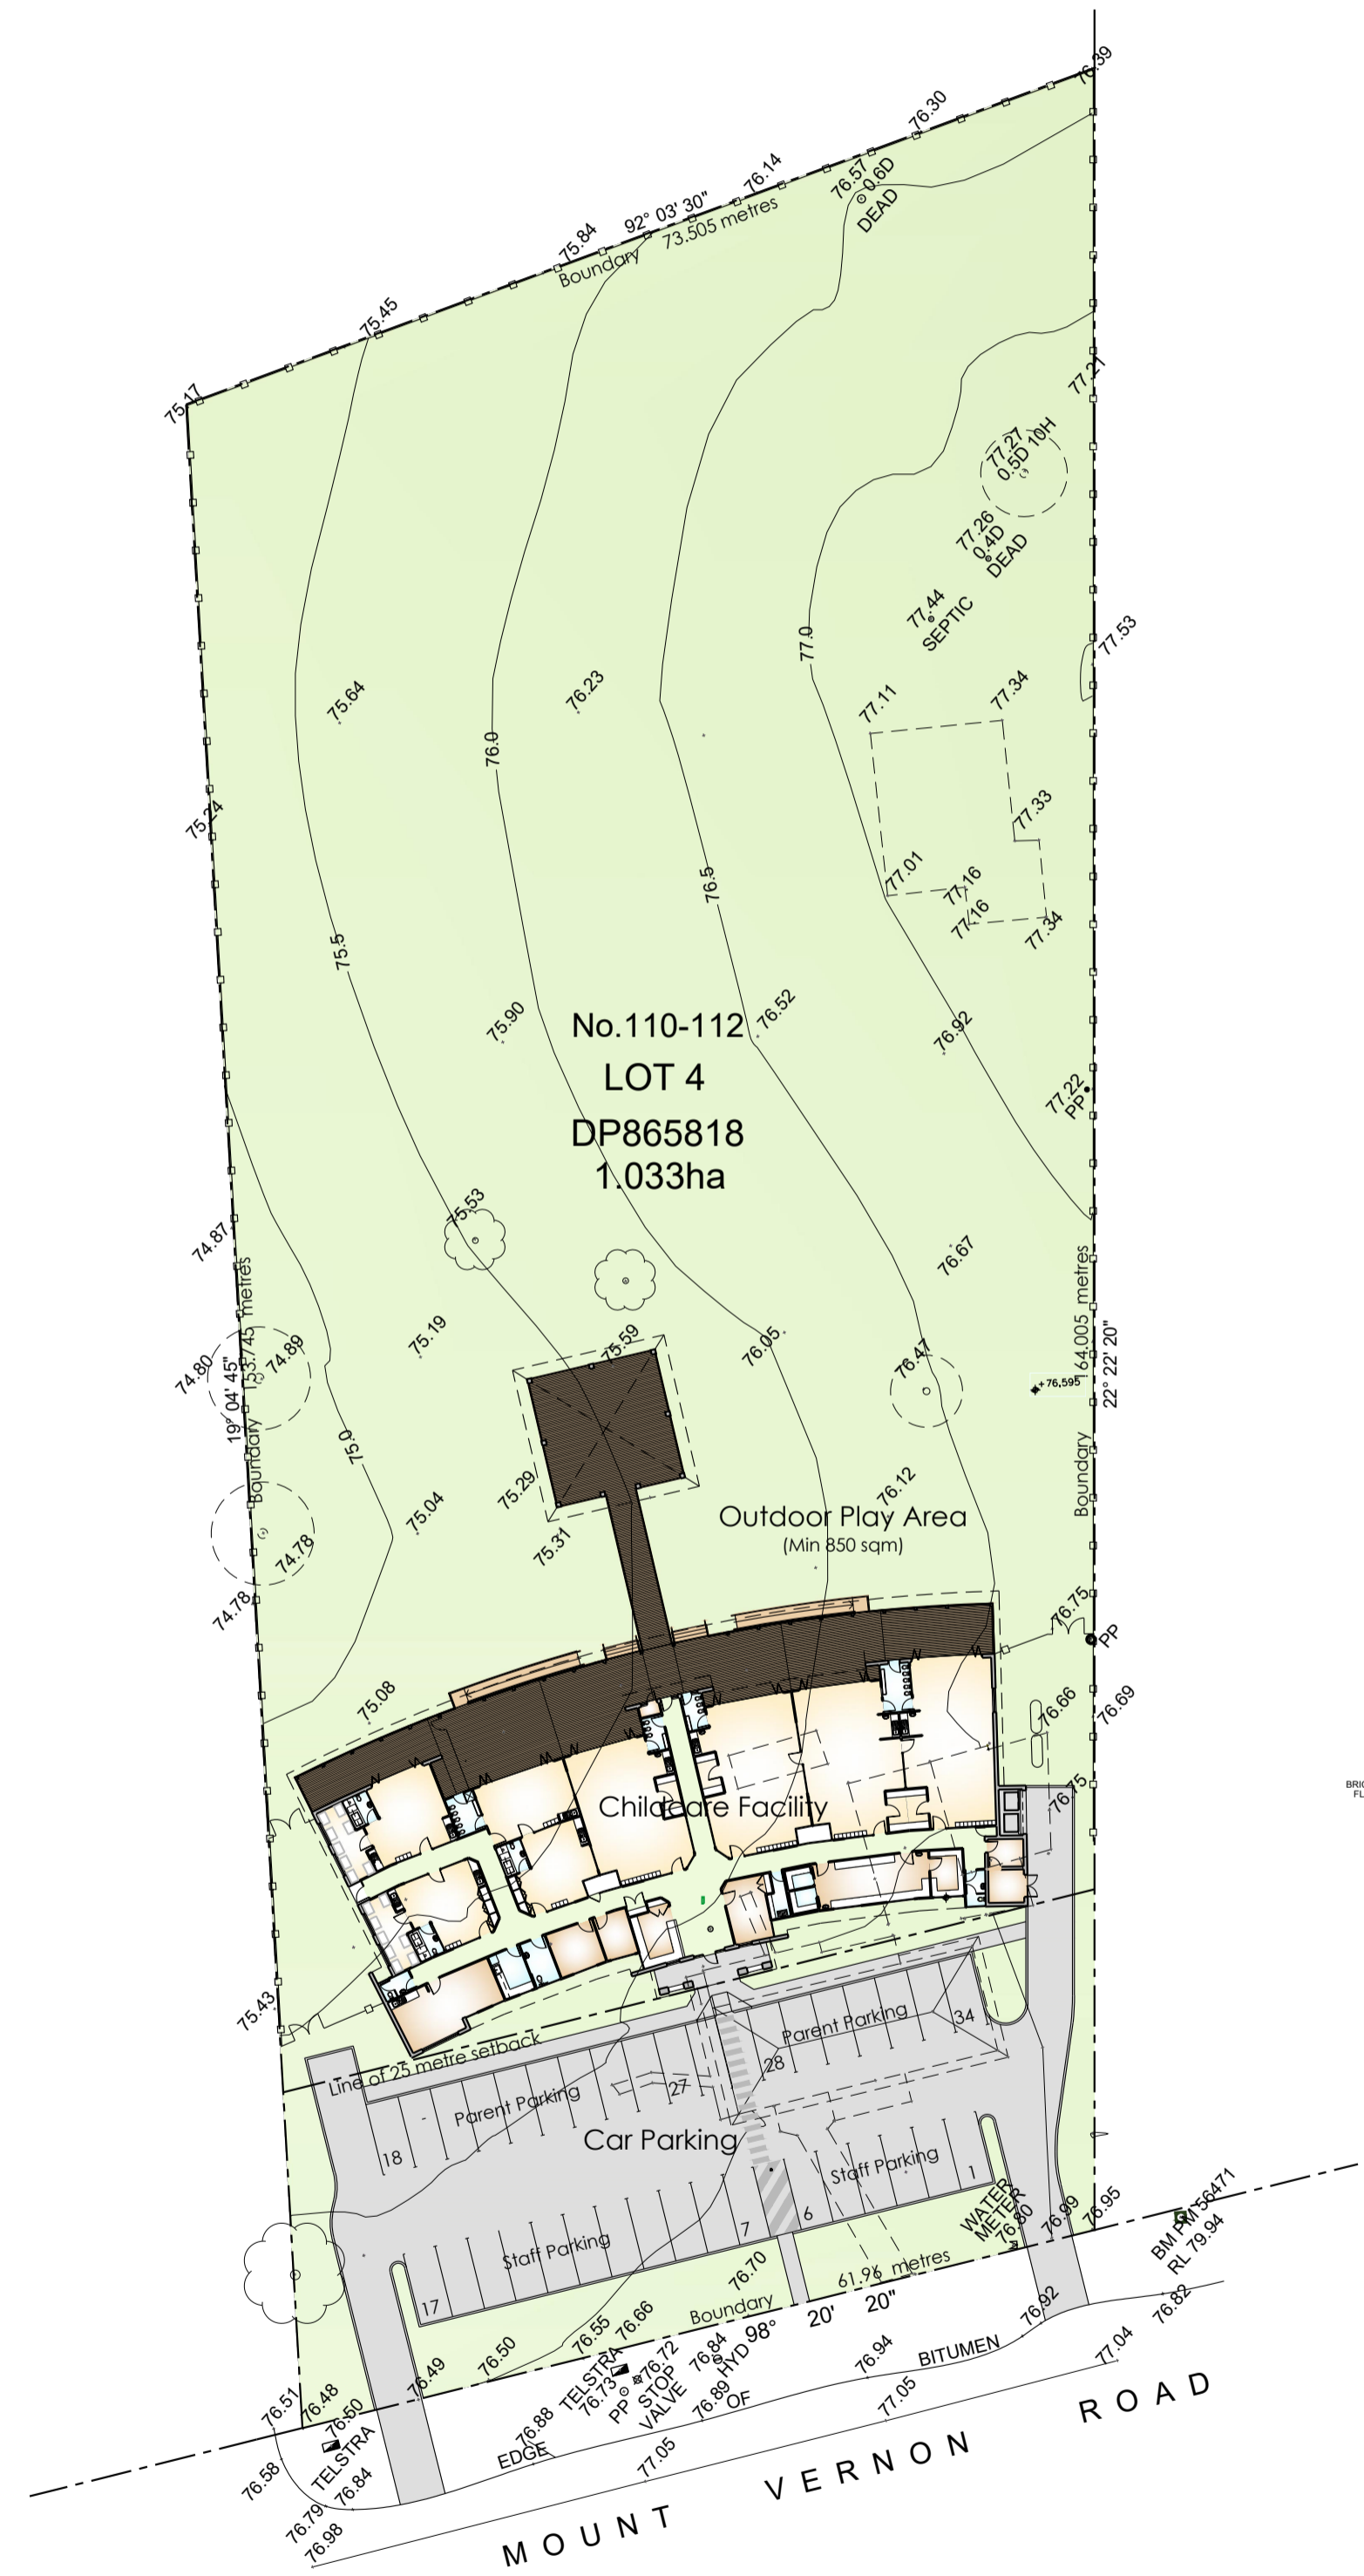 76.39
76.30
76.14
76.57
0.6D
DEAD
92° 03' 30"
73.505 metres
75.84
Boundary
75.45
75.17
77.21
77.27
0.5D 10H
77.26
0.4D
DEAD
77.44
SEPTIC
77.0
77.53
75.64
76.23
77.11
77.34
76.0
75.24
77.33
76.5
77.01
77.16
77.16
77.34
75.5
75.90
No.110-112
76.52
76.92
LOT 4
77.22
PP
DP865818
1.033ha
75.53
74.87
76.67
Boundary 153.745 metres
19° 04' 45"
Boundary 164.005 metres
22° 22' 20"
75.19
74.80
74.89
75.59
76.05
76.47
+76.595
75.0
75.29
76.12
75.04
Outdoor Play Area
(Min 850 sqm)
75.31
74.78
74.78
76.75
PP
75.08
76.66
76.69
76.75
BRIC
FL
Childcare Facility
75.43
Line of 25 metre setback
Parent Parking
34
28
27
Parent Parking
18
Car Parking
Staff Parking
1
6
7
Staff Parking
17
WATER
METER
76.80
76.99
76.95
BM PM 56471
RL 79.94
76.70
61.96 metres
Boundary
98° 20' 20"
76.92
76.82
76.66
76.55
76.50
76.49
76.48
76.51
76.50
TELSTRA
76.58
76.84
76.79
76.98
TELSTRA
76.73
PP
76.72
STOP
VALVE
76.84
S
HYD
76.89
76.88
EDGE
OF
BITUMEN
76.94
77.04
77.05
77.05
MOUNT VERNON ROAD